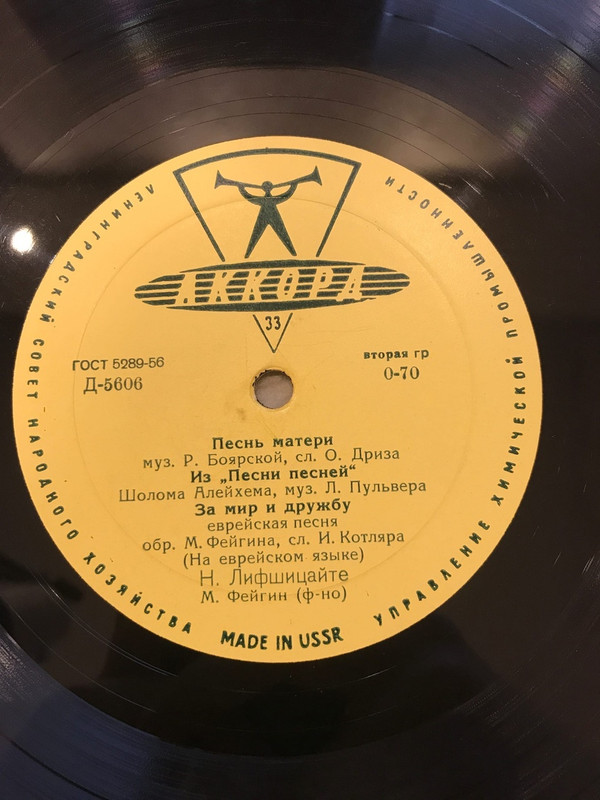 АККОРД
33
ГОСТ 5289-56
Д-5606
вторая гр
0-70
Песнь матери
муз. Р. Боярской, сл. О. Дриза
Из „Песни песней“
Шолома Алейхема, муз. Л. Пульвера
За мир и дружбу
еврейская песня
обр. М. Фейгина, сл. И. Котляра
(На еврейском языке)
Н. Лифшицайте
М. Фейгин (ф-но)
ЛЕНИНГРАДСКИЙ СОВЕТ НАРОДНОГО ХОЗЯЙСТВА
MADE IN USSR
УПРАВЛЕНИЕ ХИМИЧЕСКОЙ ПРОМЫШЛЕННОСТИ